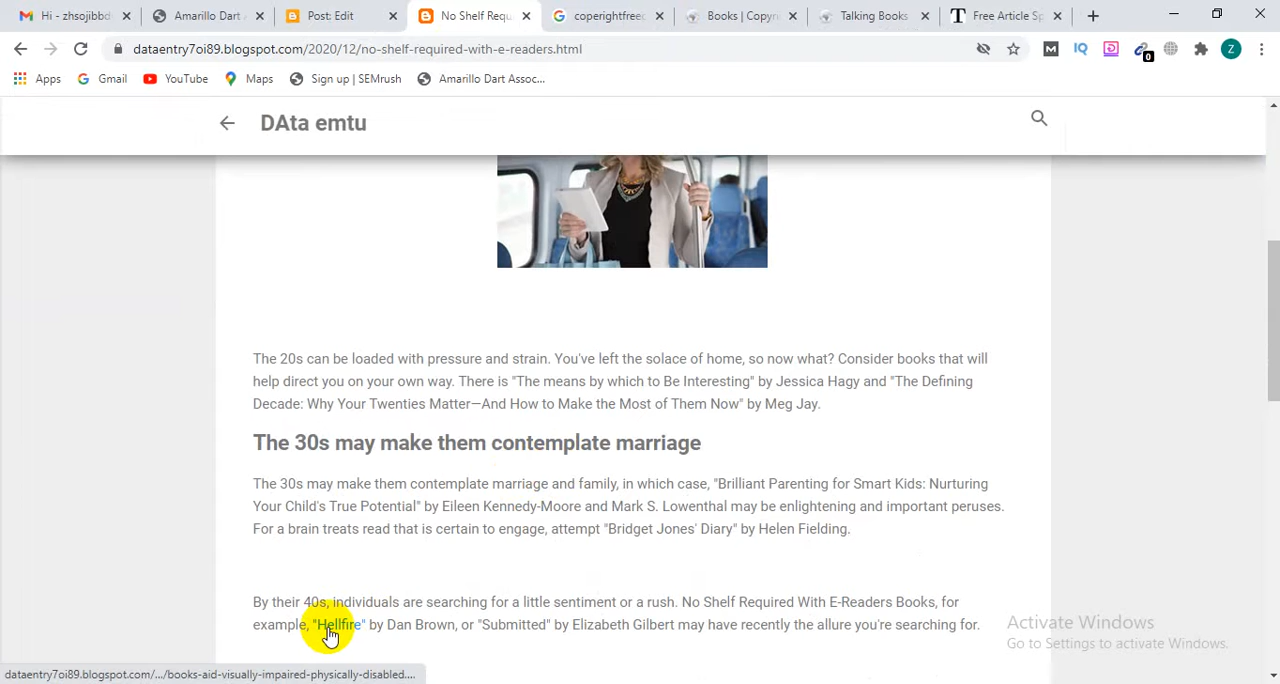 Hi - zhsojibbd
Amarillo Dart
Post: Edit
No Shelf Requ
coperightfree
Books | Copyr
Talking Books
Free Article Sp
dataentry7oi89.blogspot.com/2020/12/no-shelf-required-with-e-readers.html
Apps
Gmail
YouTube
Maps
Sign up | SEMrush
Amarillo Dart Assoc...
DAta emtu
The 20s can be loaded with pressure and strain. You've left the solace of home, so now what? Consider books that will
help direct you on your own way. There is "The means by which to Be Interesting" by Jessica Hagy and "The Defining
Decade: Why Your Twenties Matter—And How to Make the Most of Them Now" by Meg Jay.
The 30s may make them contemplate marriage
The 30s may make them contemplate marriage and family, in which case, "Brilliant Parenting for Smart Kids: Nurturing
Your Child's True Potential" by Eileen Kennedy-Moore and Mark S. Lowenthal may be enlightening and important peruses.
For a brain treats read that is certain to engage, attempt "Bridget Jones' Diary" by Helen Fielding.
By their 40s, individuals are searching for a little sentiment or a rush. No Shelf Required With E-Readers Books, for
example, "Hellfire" by Dan Brown, or "Submitted" by Elizabeth Gilbert may have recently the allure you're searching for.
Activate Windows
Go to Settings to activate Windows.
dataentry7oi89.blogspot.com/.../books-aid-visually-impaired-physically-disabled....